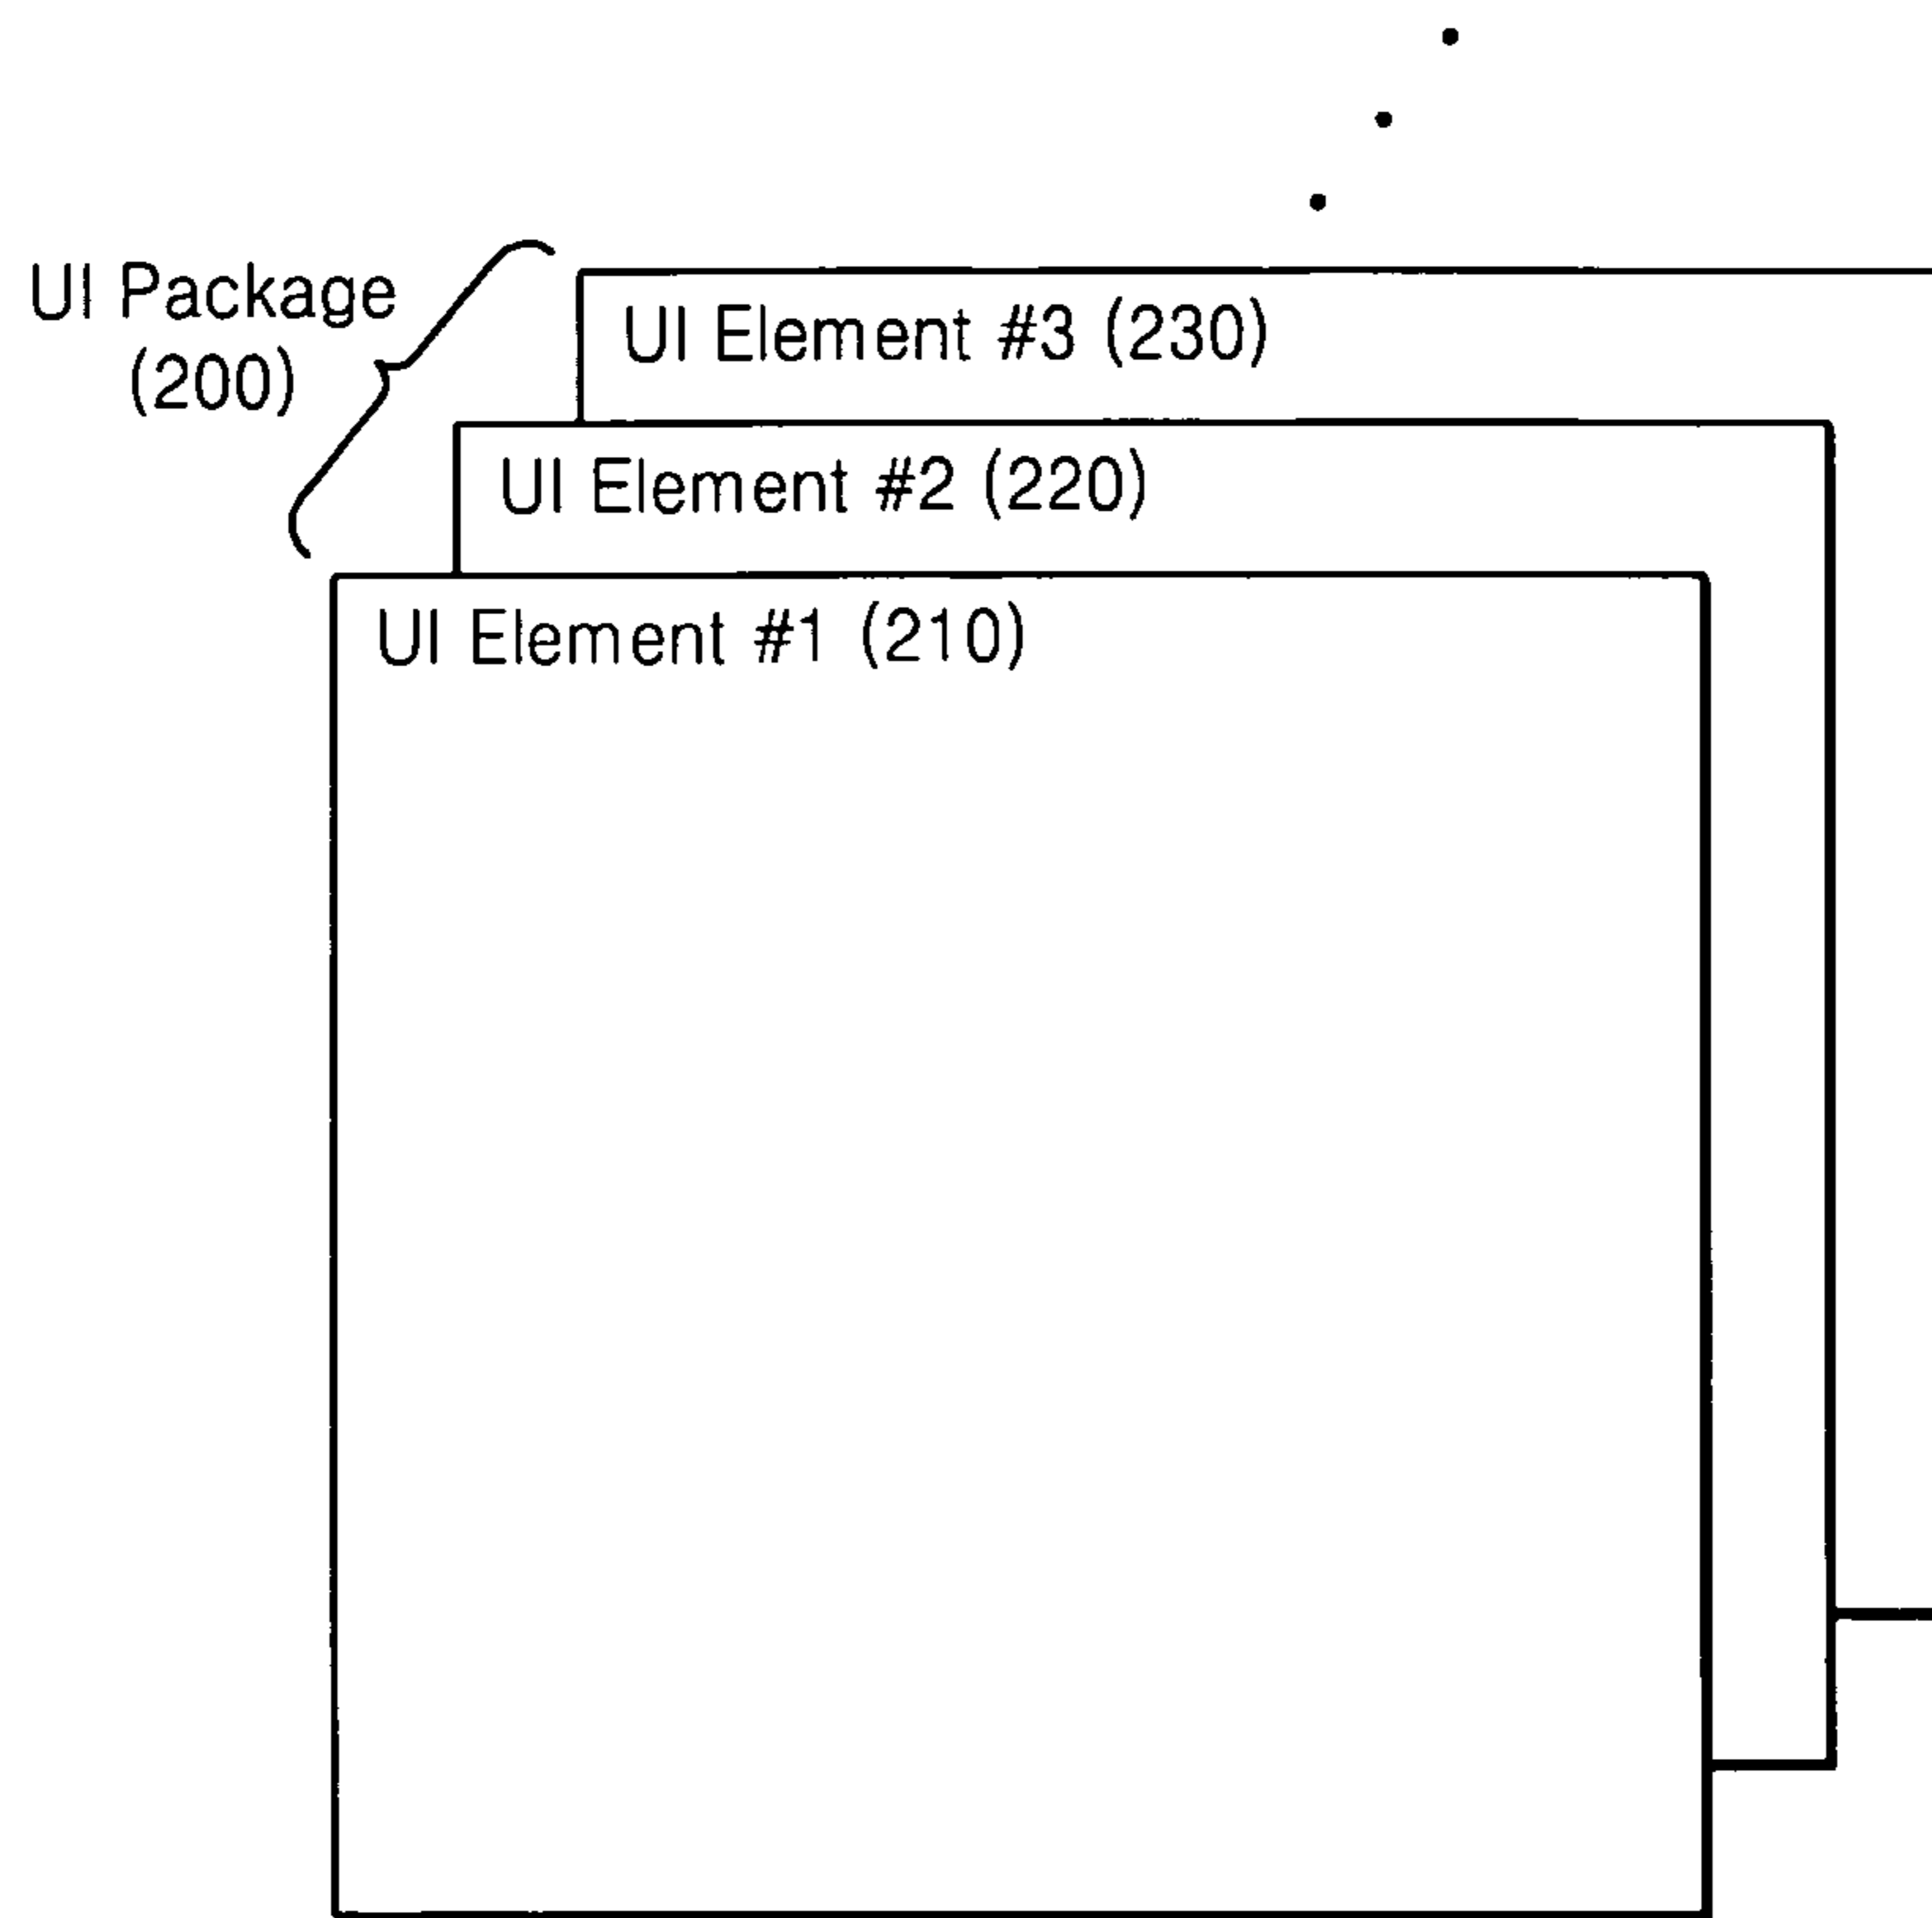 UI Package
(200)
UI Element #3 (230)
UI Element #2 (220)
UI Element #1 (210)